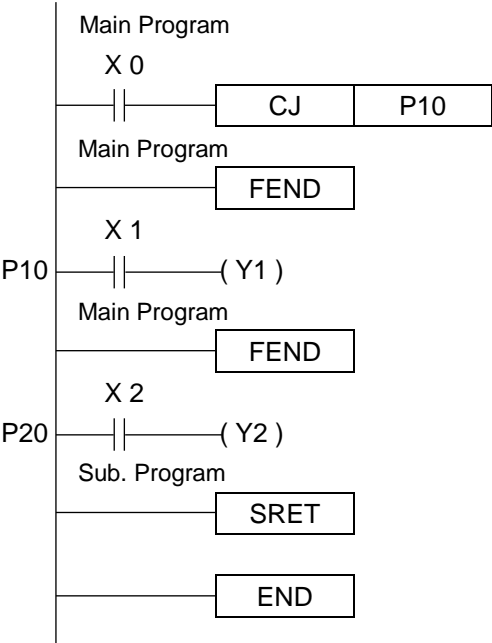 Main Program
X 0
CJ P10
Main Program
FEND
X 1
P10 ( Y1 )
Main Program
FEND
X 2
P20 ( Y2 )
Sub. Program
SRET
END